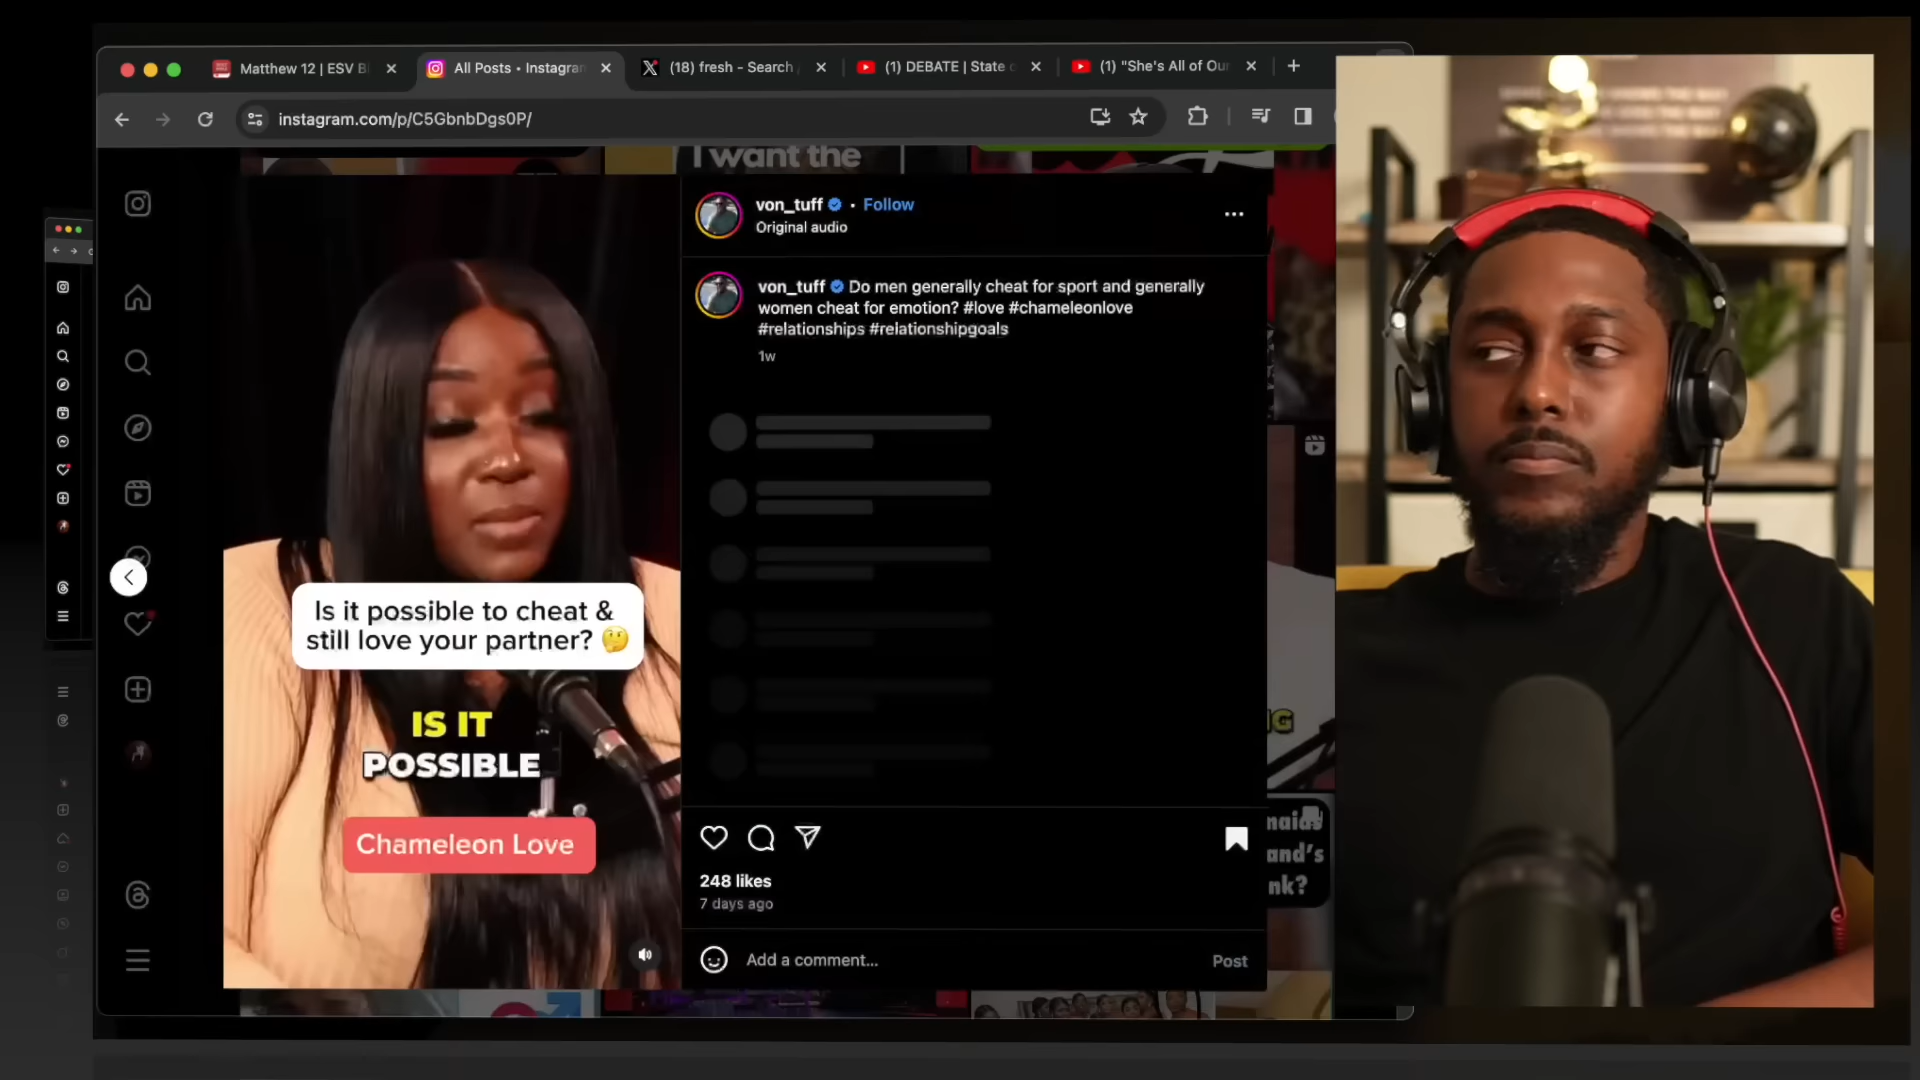 Matthew 12 | ESV Bi
All Posts • Instagram
(18) fresh - Search
(1) DEBATE | State
(1) "She's All of Our
instagram.com/p/C5GbnbDgs0P/
I want the
von_tuff • Follow
Original audio
von_tuff Do men generally cheat for sport and generally
women cheat for emotion? #love #chameleonlove
#relationships #relationshipgoals
1w
Is it possible to cheat &
still love your partner? 🤔
IS IT
POSSIBLE
Chameleon Love
248 likes
7 days ago
Add a comment...
Post
maids
and's
nk?